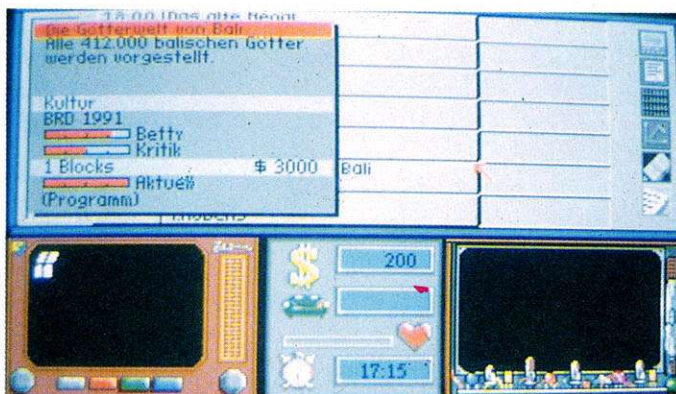 18.00 (Das alte Negat
Die Götterwelt von Bali
Alle 412.000 balischen Götter
werden vorgestellt.
Kultur
BRD 1991
Betty
Kritik
1 Blocks $ 3000
Bali
Aktuell
(Programm)
$
200
17:15